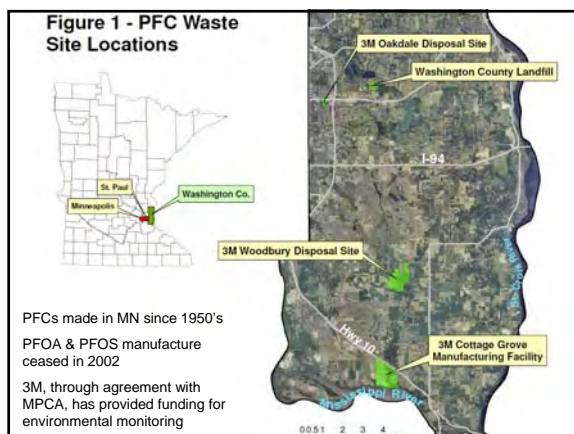 Figure 1 - PFC Waste
Site Locations
3M Oakdale Disposal Site
Washington County Landfill
I-94
St. Paul
Minneapolis
Washington Co.
3M Woodbury Disposal Site
St. Croix River
Hwy 10
3M Cottage Grove
Manufacturing Facility
Mississippi River
PFCs made in MN since 1950's
PFOA & PFOS manufacture
ceased in 2002
3M, through agreement with
MPCA, has provided funding for
environmental monitoring
0 0.5 1 2 3 4